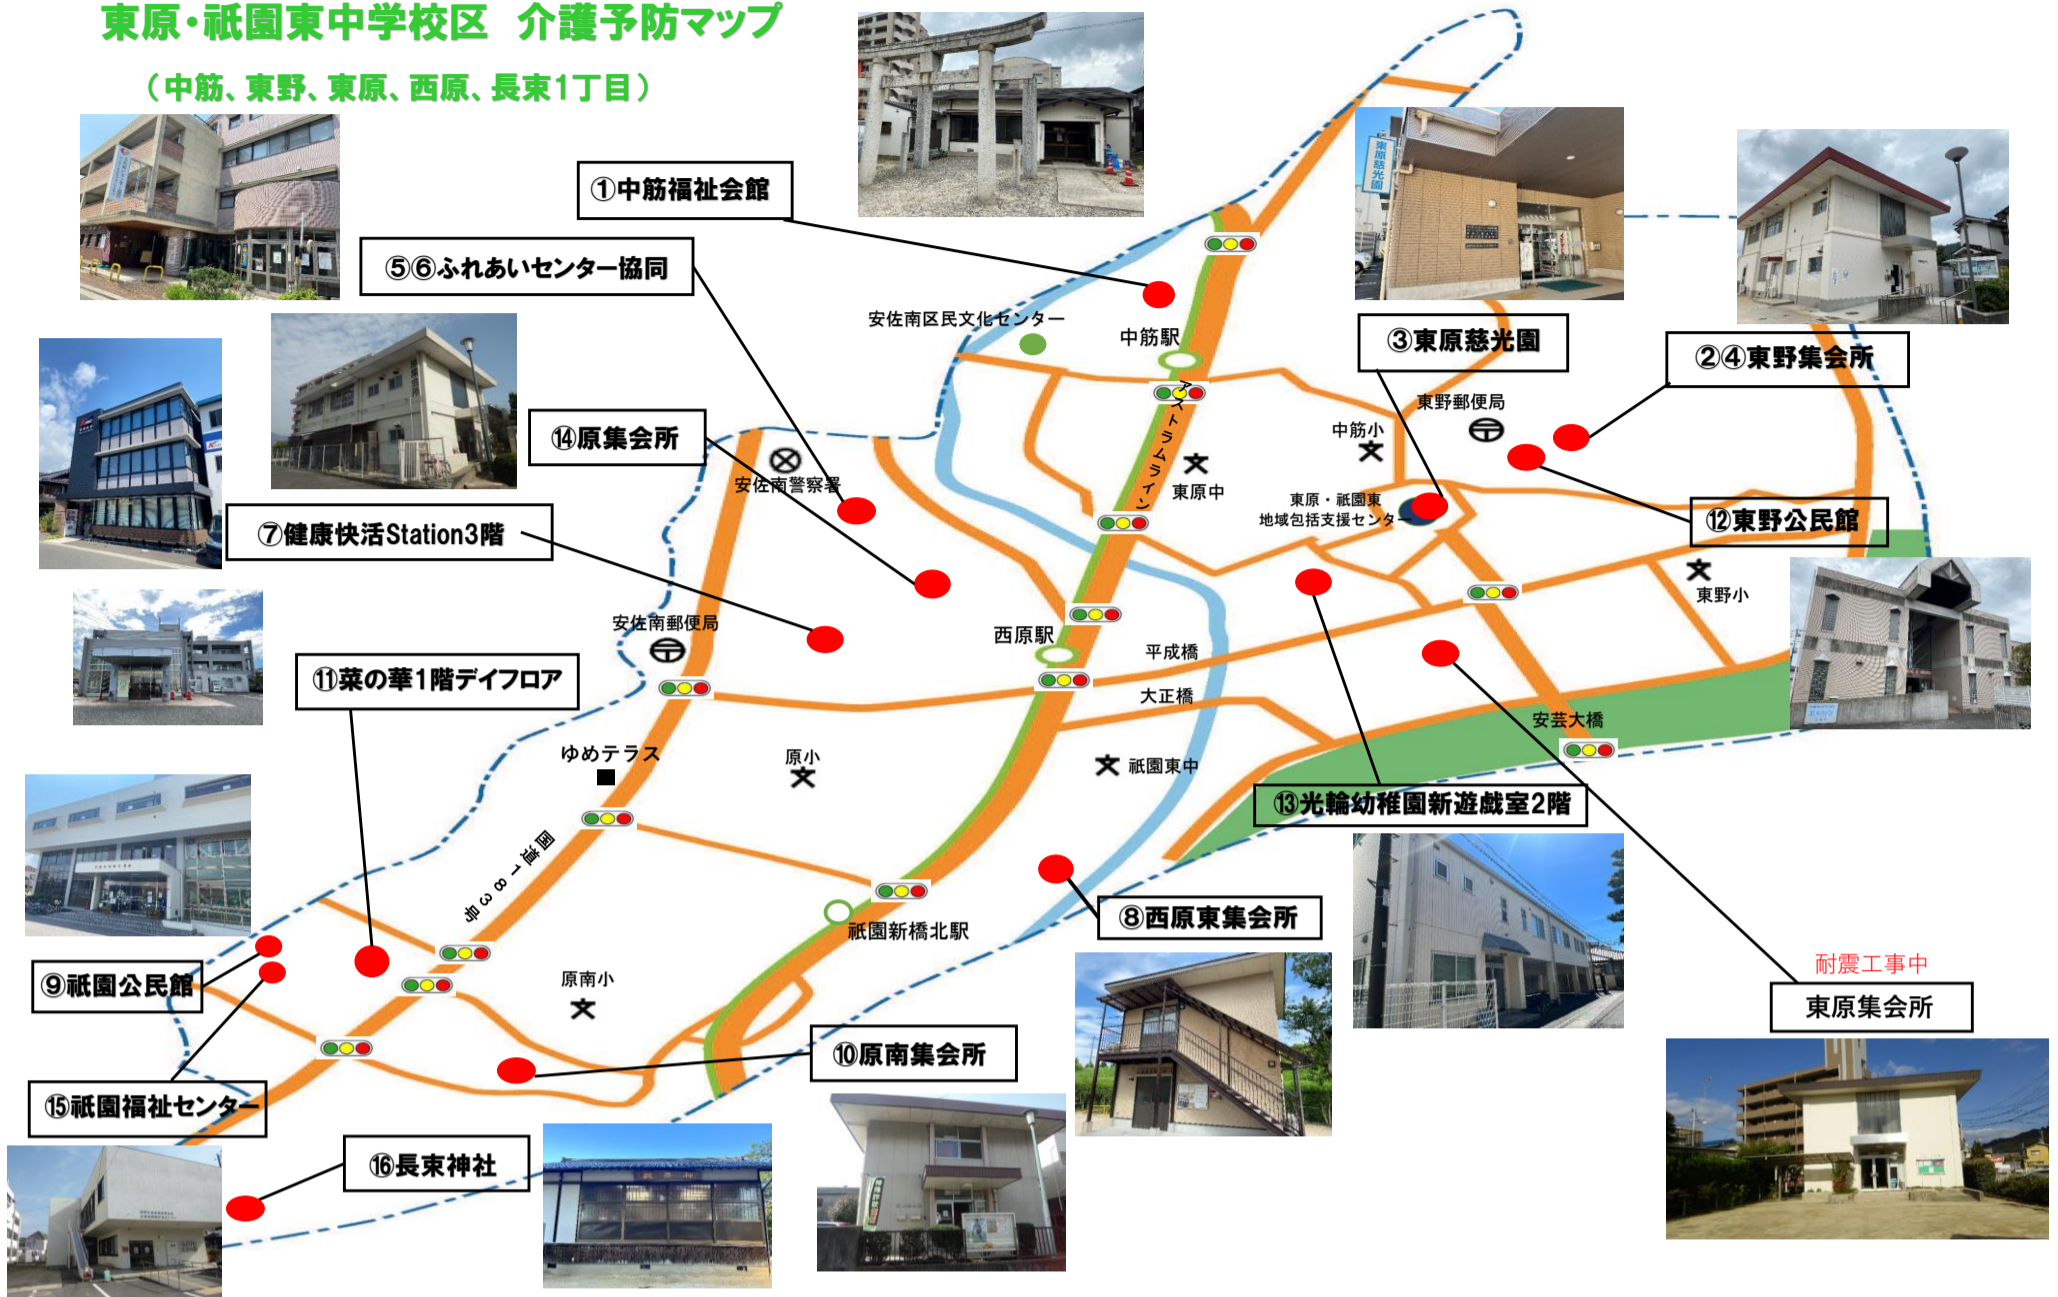 東原・祇園東中学校区　介護予防マップ
（中筋、東野、東原、西原、長束1丁目）
①中筋福祉会館
⑤⑥ふれあいセンター協同
③東原慈光園
②④東野集会所
⑭原集会所
⑦健康快活Station3階
⑫東野公民館
⑪菜の華1階デイフロア
⑬光輪幼稚園新遊戯室2階
⑧西原東集会所
⑨祇園公民館
⑩原南集会所
⑮祇園福祉センター
⑯長束神社
耐震工事中
東原集会所
安佐南区民文化センター
中筋駅
アストラムライン
東野郵便局
中筋小
東原中
東原・祇園東
地域包括支援センター
安佐南警察署
東野小
安佐南郵便局
西原駅
平成橋
大正橋
安芸大橋
ゆめテラス
原小
祇園東中
国道183号
祇園新橋北駅
原南小
東原慈光園